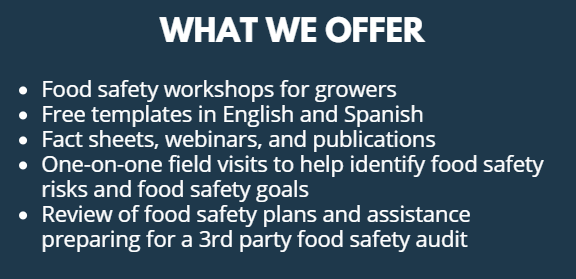 WHAT WE OFFER
• Food safety workshops for growers
• Free templates in English and Spanish
• Fact sheets, webinars, and publications
• One-on-one field visits to help identify food safety
risks and food safety goals
• Review of food safety plans and assistance
preparing for a 3rd party food safety audit